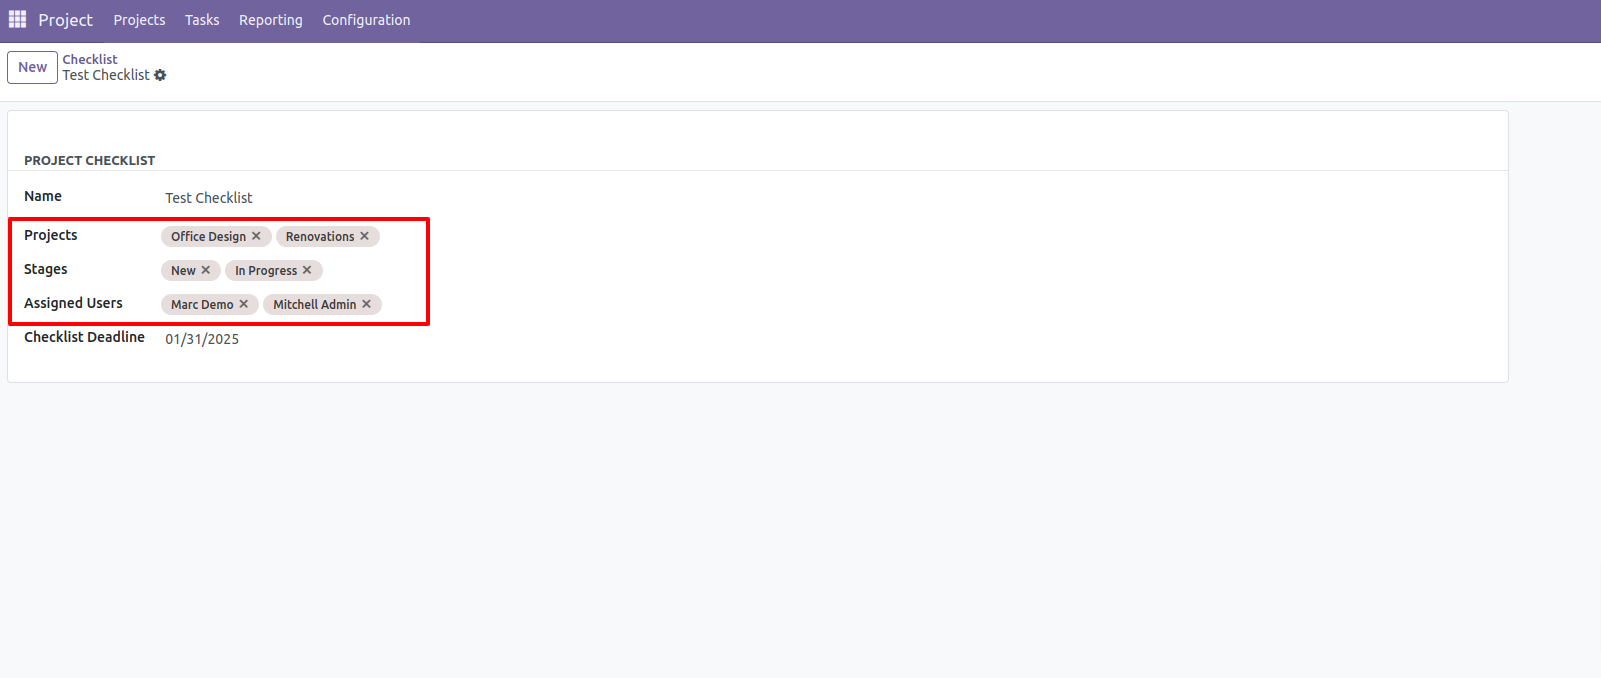 Project Projects Tasks Reporting Configuration
New
Checklist
Test Checklist
PROJECT CHECKLIST
Name Test Checklist
Projects Office Design × Renovations ×
Stages New × In Progress ×
Assigned Users Marc Demo × Mitchell Admin ×
Checklist Deadline 01/31/2025